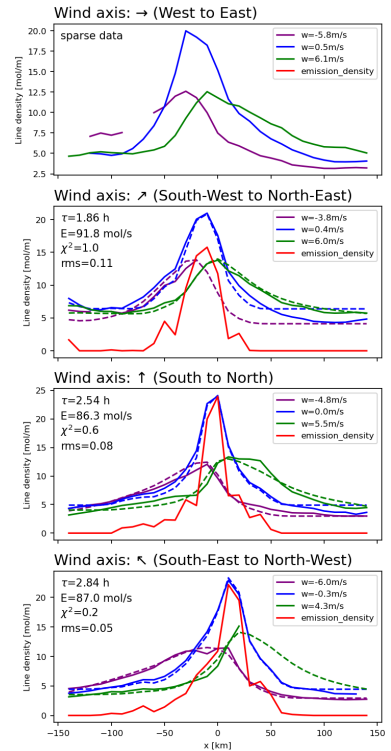 Wind axis: → (West to East)
sparse data
w=-5.8m/s
w=0.5m/s
w=6.1m/s
emission_density
Line density [mol/m]
20.0
17.5
15.0
12.5
10.0
7.5
5.0
2.5
Wind axis: ↗ (South-West to North-East)
τ=1.86 h
E=91.8 mol/s
χ²=1.0
rms=0.11
w=-3.8m/s
w=0.4m/s
w=6.0m/s
emission_density
Line density [mol/m]
20
15
10
5
0
Wind axis: ↑ (South to North)
τ=2.54 h
E=86.3 mol/s
χ²=0.6
rms=0.08
w=-4.8m/s
w=0.0m/s
w=5.5m/s
emission_density
Line density [mol/m]
25
20
15
10
5
0
Wind axis: ↖ (South-East to North-West)
τ=2.84 h
E=87.0 mol/s
χ²=0.2
rms=0.05
w=-6.0m/s
w=-0.3m/s
w=4.3m/s
emission_density
Line density [mol/m]
20
15
10
5
0
−150 −100 −50 0 50 100 150
x [km]